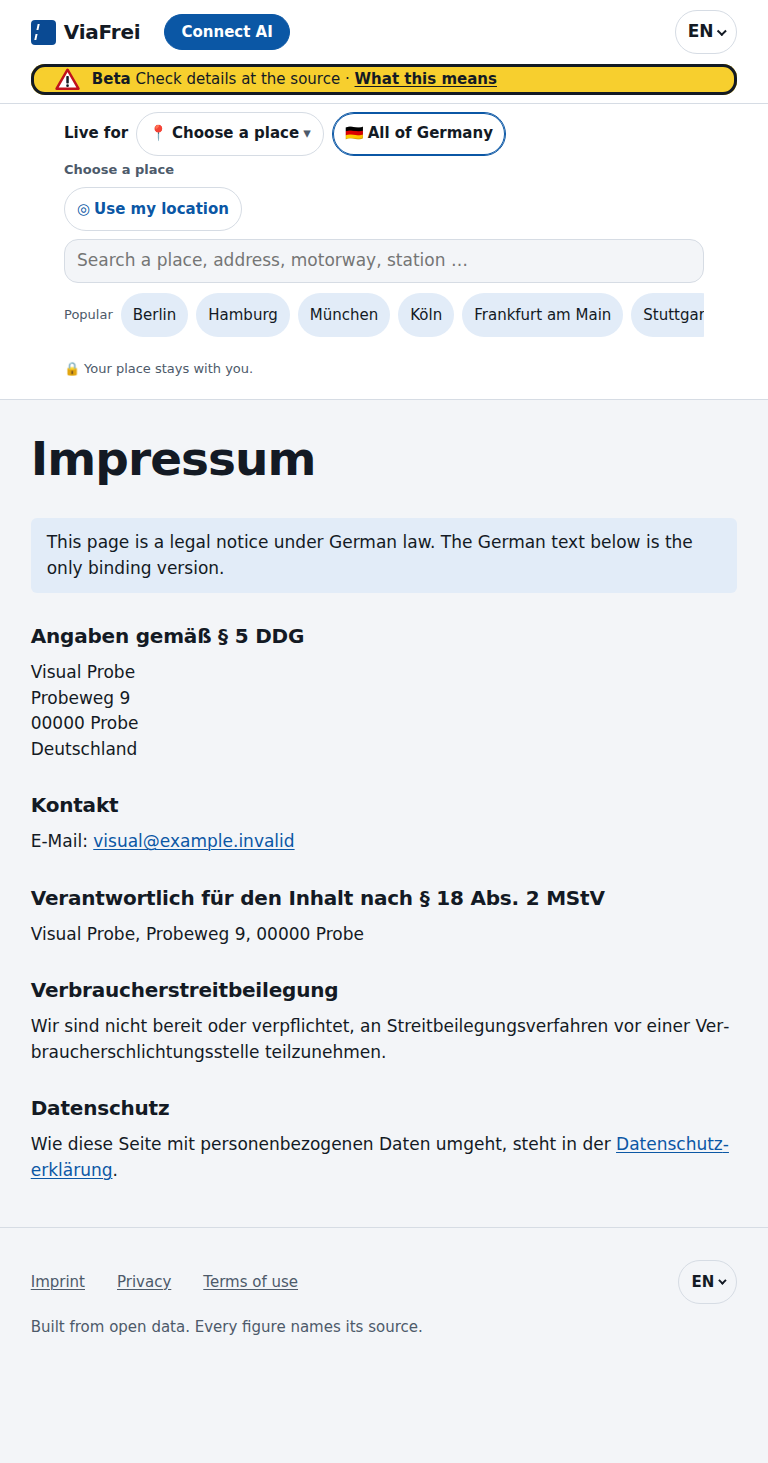 ViaFrei
Connect AI
EN
Beta Check details at the source · What this means
Live for
📍 Choose a place ▾
🇩🇪 All of Germany
Choose a place
◎ Use my location
Search a place, address, motorway, station …
Popular
Berlin
Hamburg
München
Köln
Frankfurt am Main
Stuttgar
🔒 Your place stays with you.
Impressum
This page is a legal notice under German law. The German text below is the
only binding version.
Angaben gemäß § 5 DDG
Visual Probe
Probeweg 9
00000 Probe
Deutschland
Kontakt
E-Mail: visual@example.invalid
Verantwortlich für den Inhalt nach § 18 Abs. 2 MStV
Visual Probe, Probeweg 9, 00000 Probe
Verbraucherstreitbeilegung
Wir sind nicht bereit oder verpflichtet, an Streitbeilegungsverfahren vor einer Ver-
braucherschlichtungsstelle teilzunehmen.
Datenschutz
Wie diese Seite mit personenbezogenen Daten umgeht, steht in der Datenschutz-
erklärung.
Imprint
Privacy
Terms of use
EN
Built from open data. Every figure names its source.